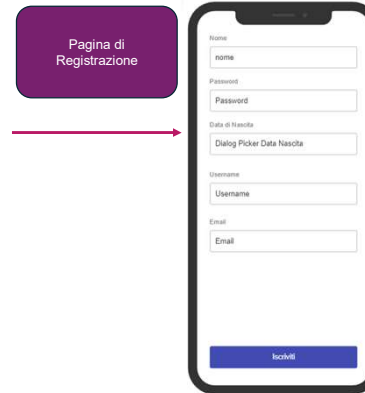 Pagina di
Registrazione
Nome
nome
Password
Password
Data di Nascita
Dialog Picker Data Nascita
Username
Username
Email
Email
Iscriviti